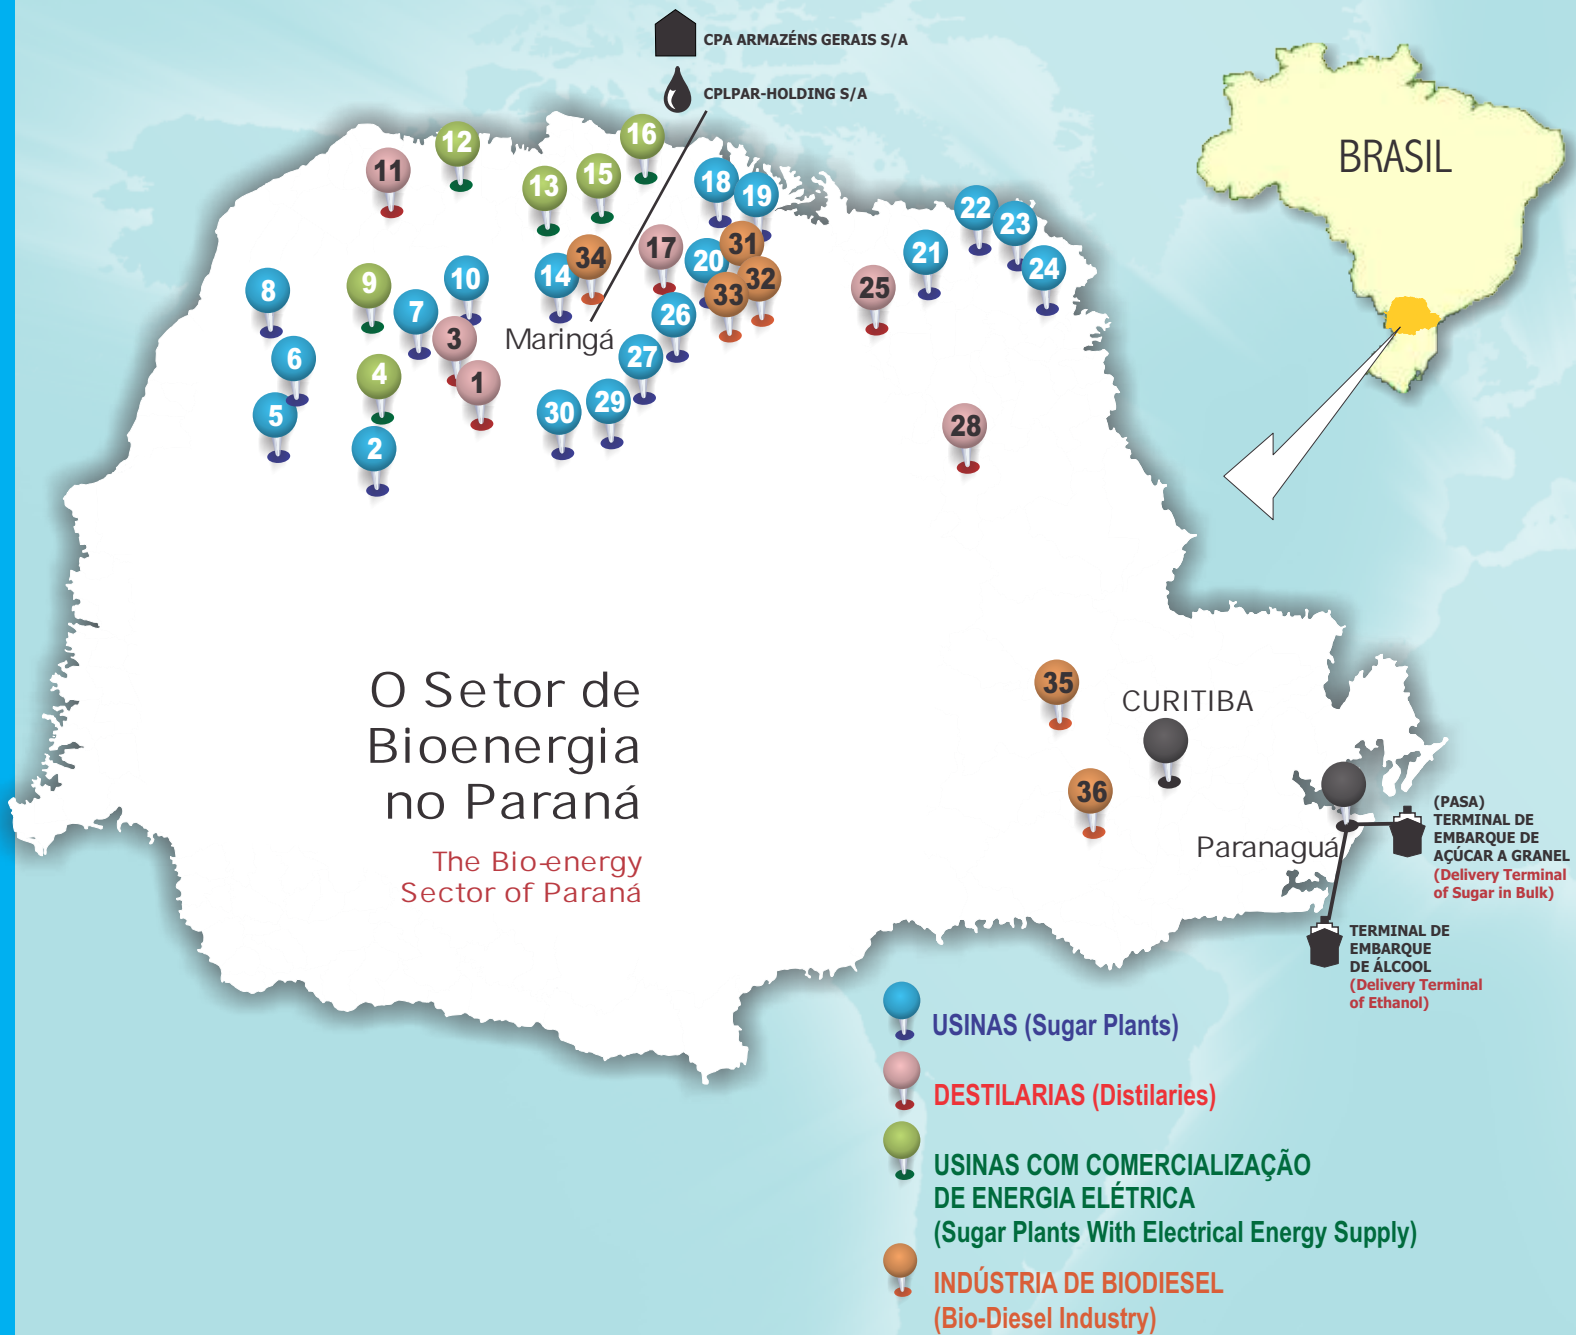 CPA ARMAZÉNS GERAIS S/A
CPLPAR-HOLDING S/A
BRASIL
12
16
11
15
13
18
19
22
23
21
24
31
17
34
20
32
33
25
14
10
8
9
7
26
3
Maringá
6
27
4
1
5
30
29
2
28
O Setor de
Bioenergia
no Paraná
The Bio-energy
Sector of Paraná
35
CURITIBA
36
Paranaguá
(PASA)
TERMINAL DE
EMBARQUE DE
AÇÚCAR A GRANEL
(Delivery Terminal
of Sugar in Bulk)
TERMINAL DE
EMBARQUE
DE ÁLCOOL
(Delivery Terminal
of Ethanol)
USINAS (Sugar Plants)
DESTILARIAS (Distilaries)
USINAS COM COMERCIALIZAÇÃO
DE ENERGIA ELÉTRICA
(Sugar Plants With Electrical Energy Supply)
INDÚSTRIA DE BIODIESEL
(Bio-Diesel Industry)